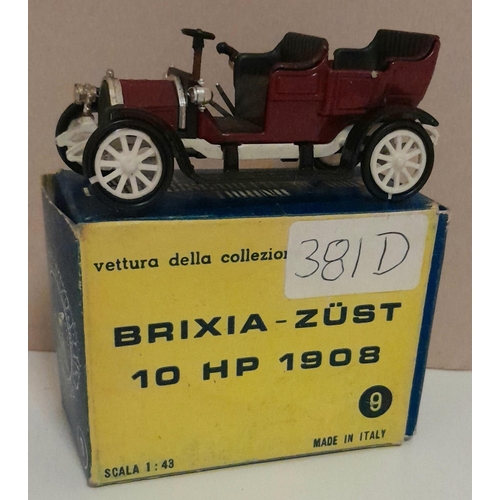 vettura della collezion
381D
BRIXIA-ZÜST
10 HP 1908
9
MADE IN ITALY
SCALA 1:43